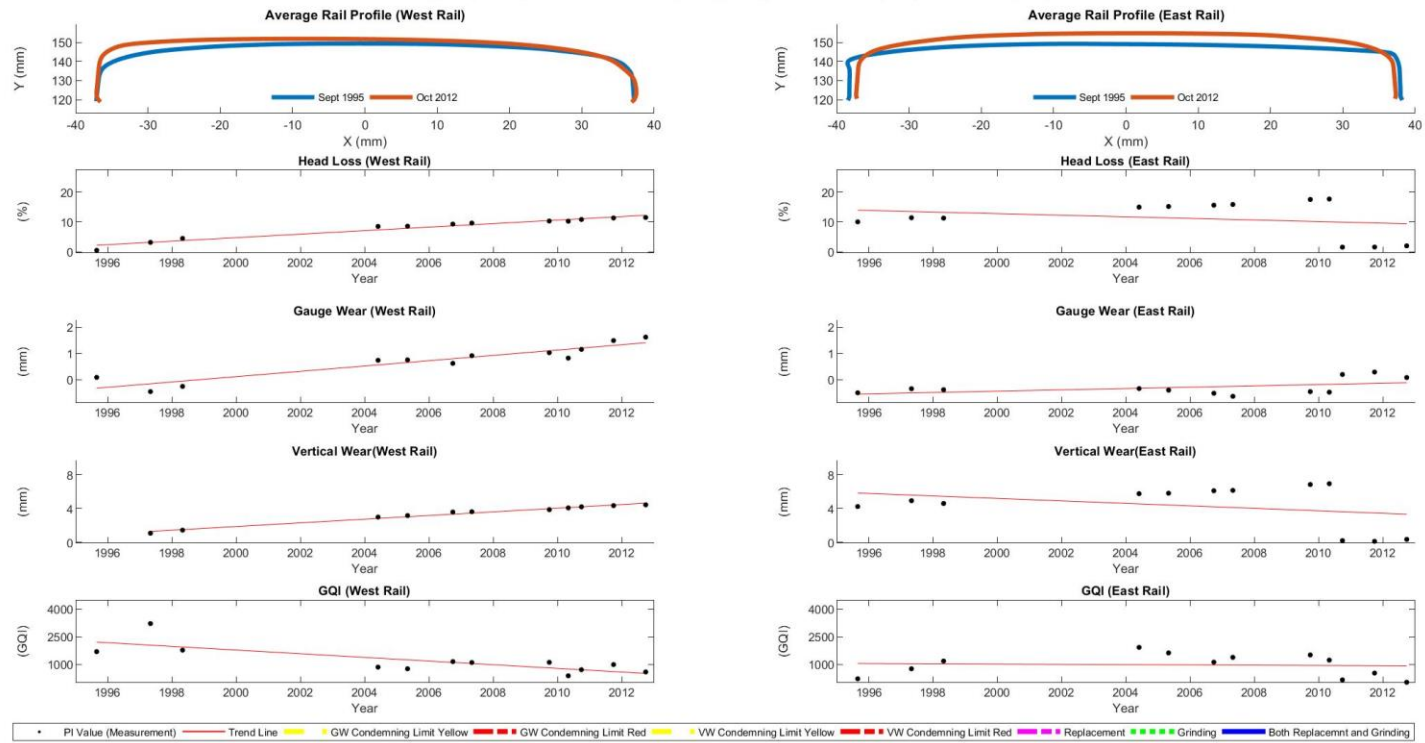 Average Rail Profile (West Rail)
Y (mm)
150
140
130
120
Sept 1995
Oct 2012
-40 -30 -20 -10 0 10 20 30 40
X (mm)
Head Loss (West Rail)
(%)
20
10
0
1996 1998 2000 2002 2004 2006 2008 2010 2012
Year
Gauge Wear (West Rail)
(mm)
2
1
0
1996 1998 2000 2002 2004 2006 2008 2010 2012
Year
Vertical Wear(West Rail)
(mm)
8
4
0
1996 1998 2000 2002 2004 2006 2008 2010 2012
Year
GQI (West Rail)
(GQI)
4000
2500
1000
1996 1998 2000 2002 2004 2006 2008 2010 2012
Year
Average Rail Profile (East Rail)
Y (mm)
150
140
130
120
Sept 1995
Oct 2012
-40 -30 -20 -10 0 10 20 30 40
X (mm)
Head Loss (East Rail)
(%)
20
10
0
1996 1998 2000 2002 2004 2006 2008 2010 2012
Year
Gauge Wear (East Rail)
(mm)
2
1
0
1996 1998 2000 2002 2004 2006 2008 2010 2012
Year
Vertical Wear(East Rail)
(mm)
8
4
0
1996 1998 2000 2002 2004 2006 2008 2010 2012
Year
GQI (East Rail)
(GQI)
4000
2500
1000
1996 1998 2000 2002 2004 2006 2008 2010 2012
Year
PI Value (Measurement) Trend Line GW Condemning Limit Yellow GW Condemning Limit Red VW Condemning Limit Yellow VW Condemning Limit Red Replacement Grinding Both Replacemnt and Grinding